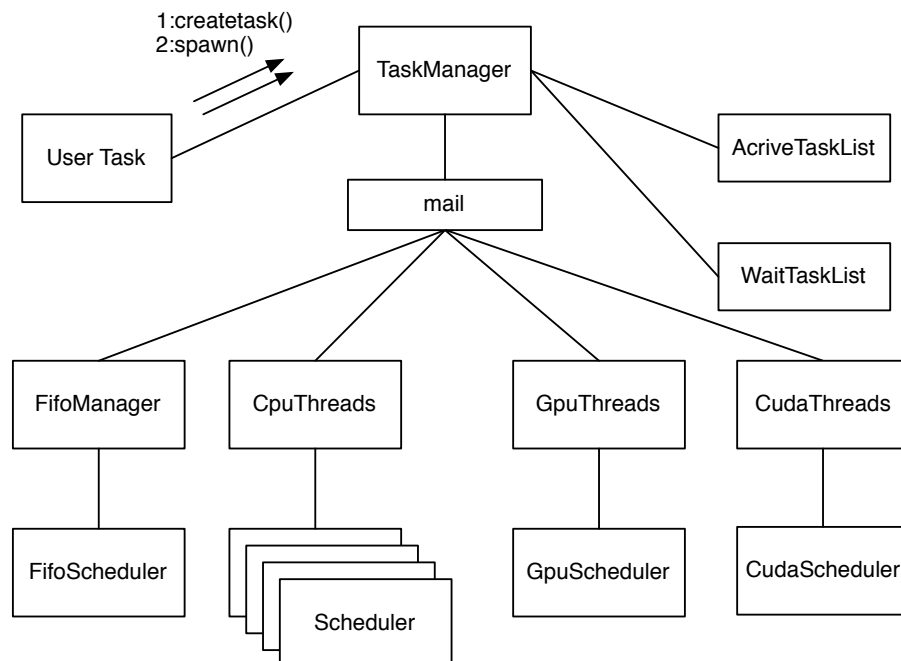 1:createtask()
2:spawn()
TaskManager
User Task
AcriveTaskList
mail
WaitTaskList
FifoManager
CpuThreads
GpuThreads
CudaThreads
FifoScheduler
GpuScheduler
CudaScheduler
Scheduler